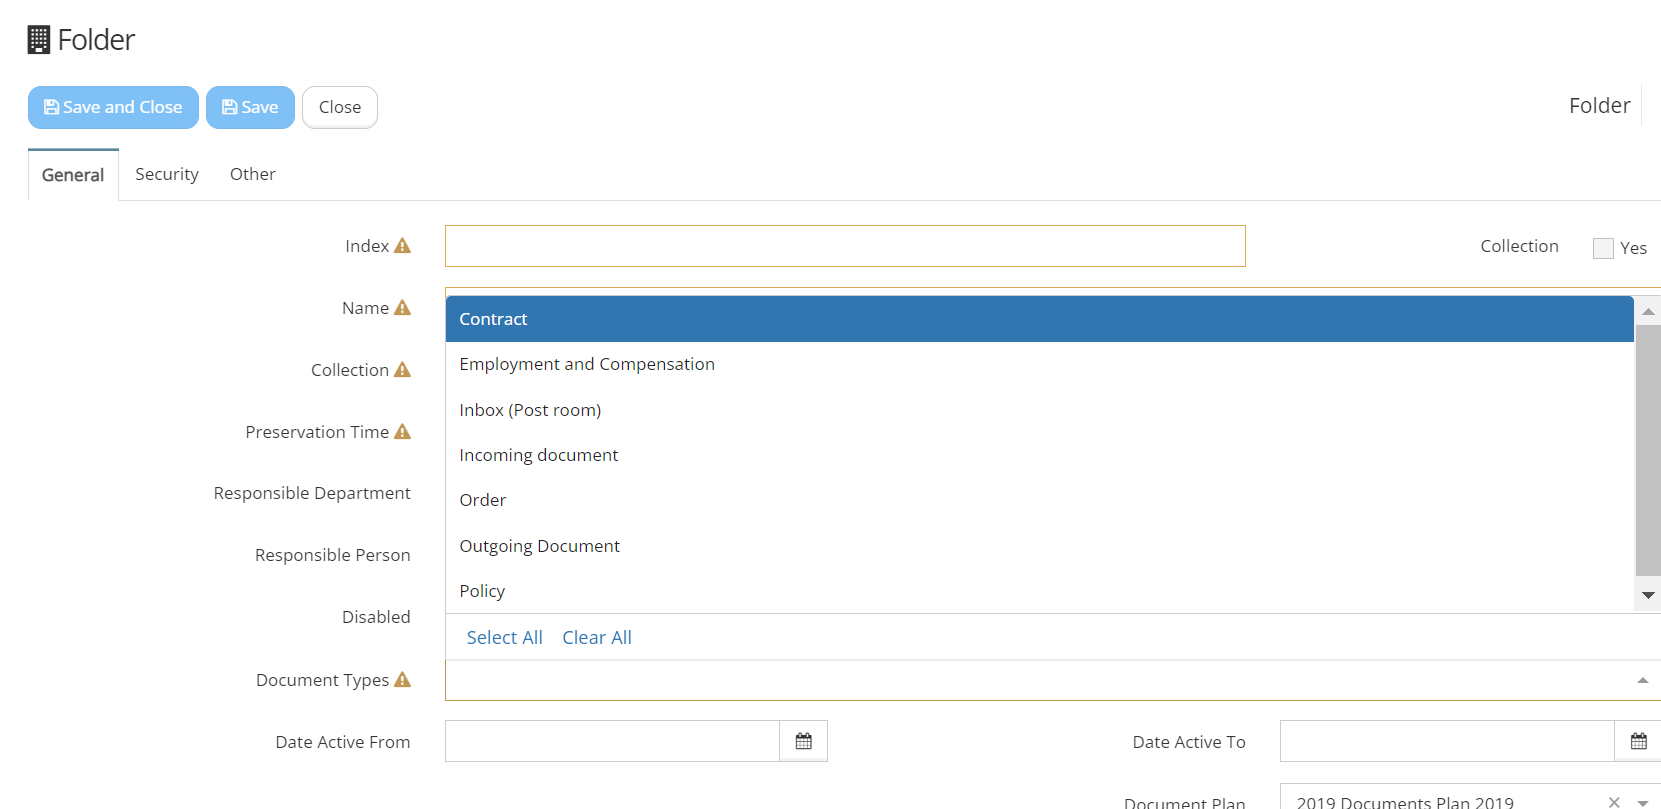 Folder
Save and Close Save Close
Folder
General Security Other
Index
Collection Yes
Name
Contract
Collection
Employment and Compensation
Inbox (Post room)
Preservation Time
Incoming document
Responsible Department
Order
Responsible Person
Outgoing Document
Policy
Disabled
Select All Clear All
Document Types
Date Active From
Date Active To
Document Plan 2019 Documents Plan 2019